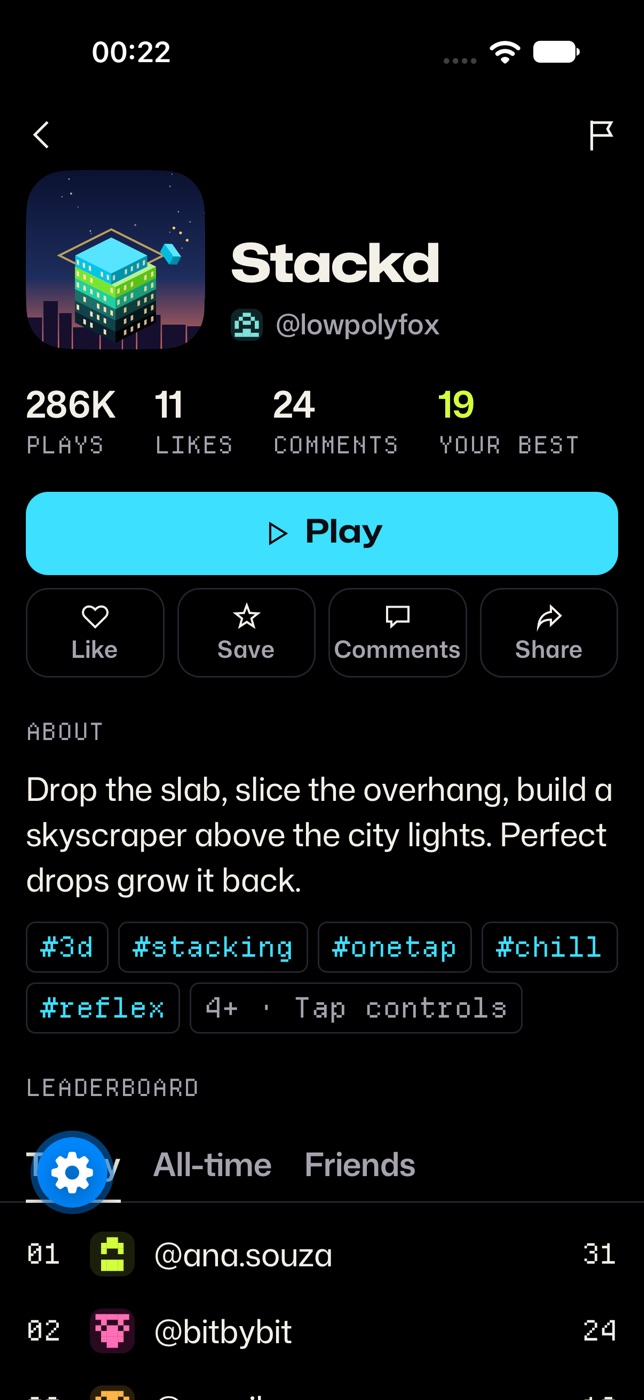 00:22
Stackd
@lowpolyfox
286K 11 24 19
PLAYS LIKES COMMENTS YOUR BEST
Play
Like Save Comments Share
ABOUT
Drop the slab, slice the overhang, build a
skyscraper above the city lights. Perfect
drops grow it back.
#3d #stacking #onetap #chill
#reflex 4+ · Tap controls
LEADERBOARD
All-time Friends
01 @ana.souza 31
02 @bitbybit 24